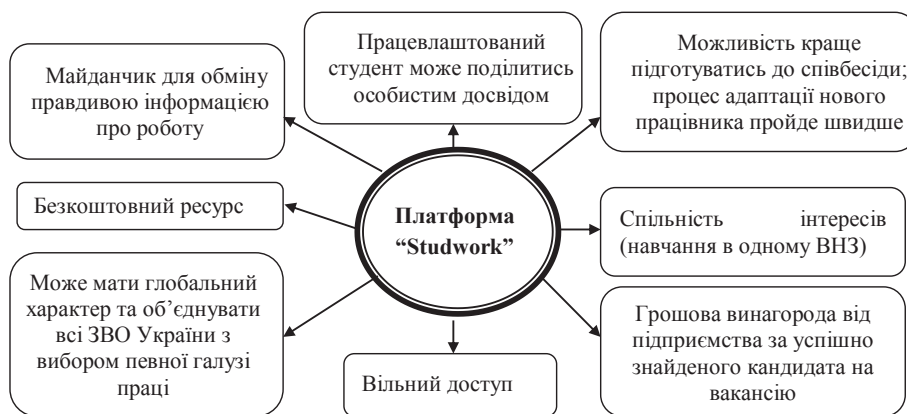 Майданчик для обміну
правдивою інформацією
про роботу
Працевлаштований
студент може поділитись
особистим досвідом
Можливість краще
підготуватись до співбесіди;
процес адаптації нового
працівника пройде швидше
Безкоштовний ресурс
Платформа
“Studwork”
Спільність інтересів
(навчання в одному ВНЗ)
Може мати глобальний
характер та об’єднувати
всі ЗВО України з
вибором певної галузі
праці
Вільний доступ
Грошова винагорода від
підприємства за успішно
знайденого кандидата на
вакансію